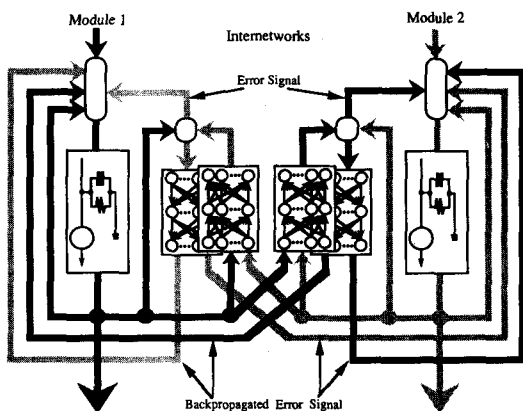 Module 1
Module 2
Internetworks
Error Signal
Backpropagated Error Signal